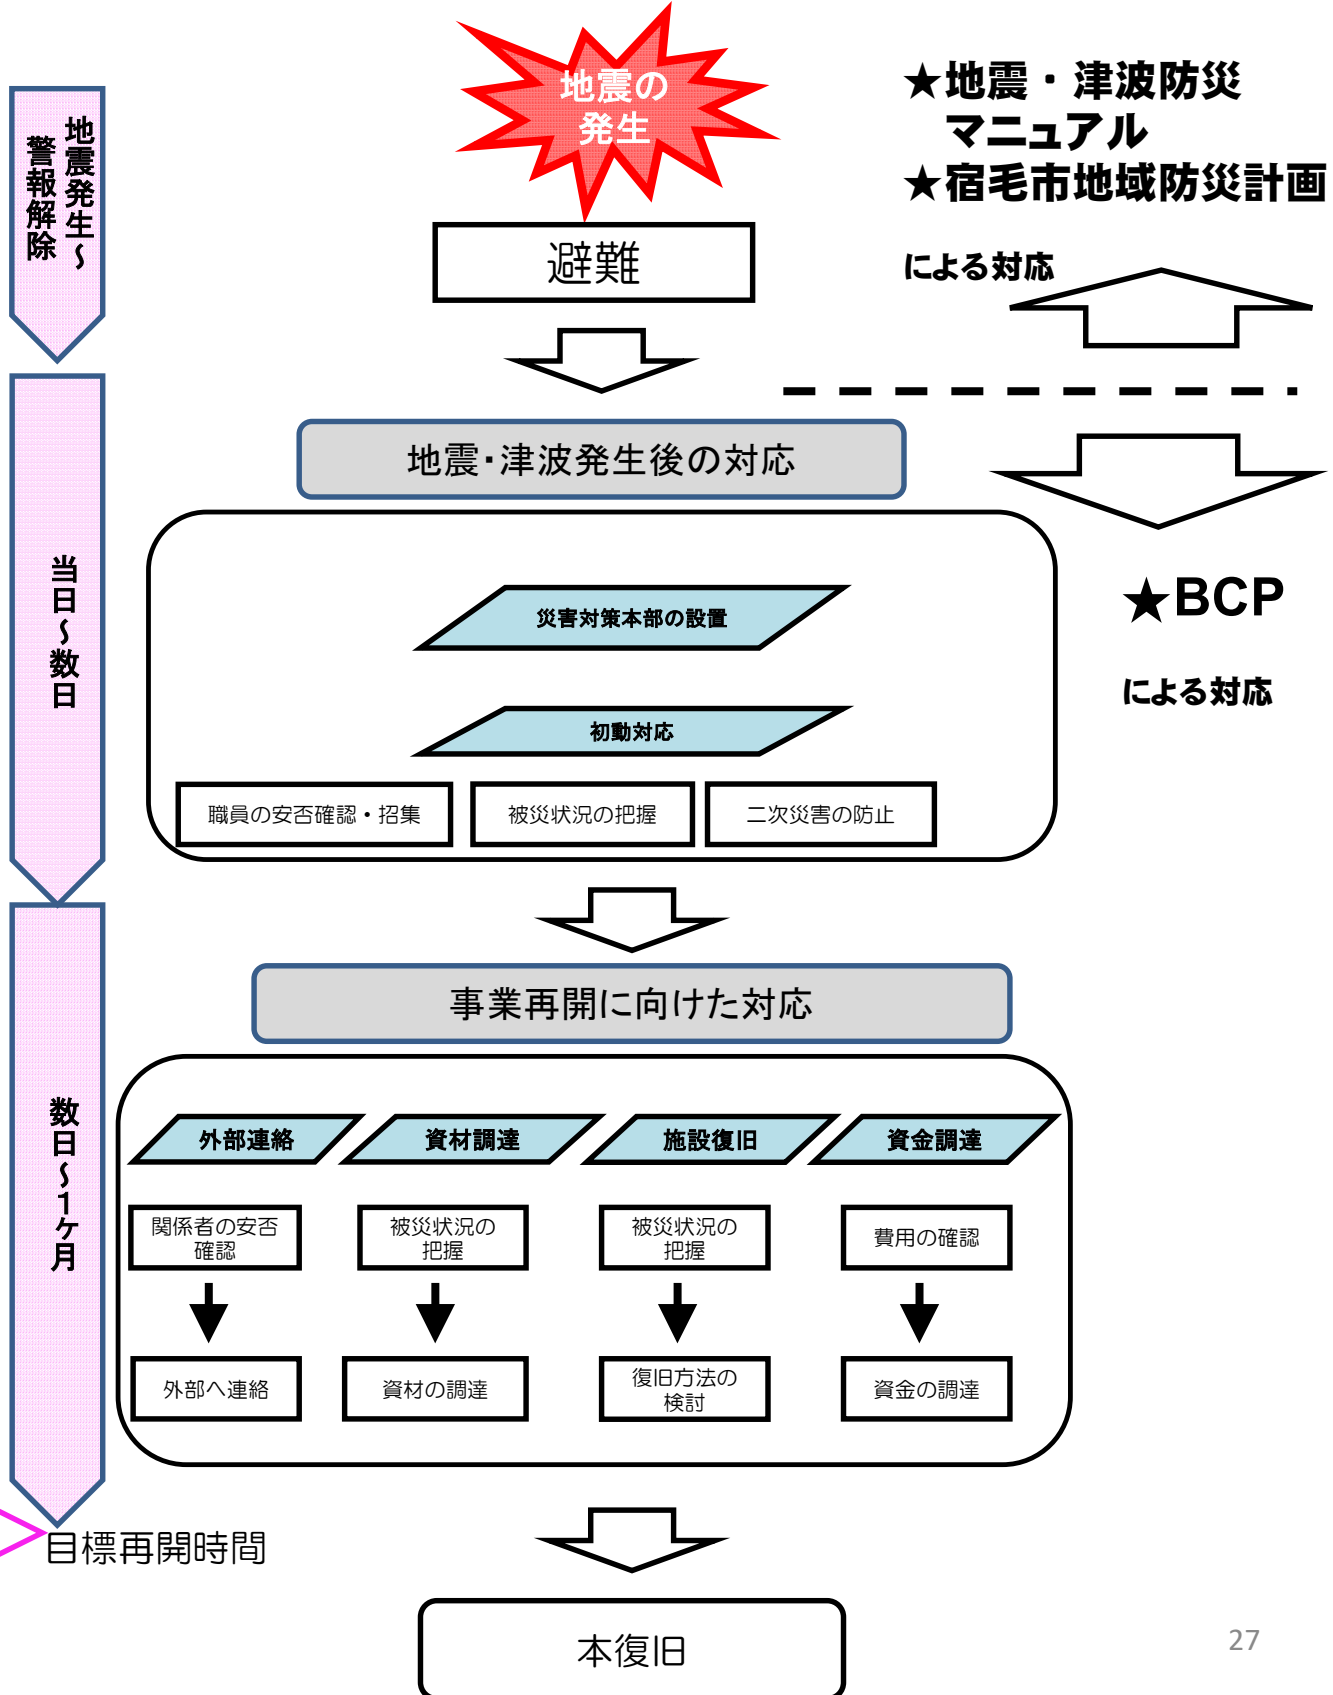 地震の
発生
★地震・津波防災
マニュアル
★宿毛市地域防災計画
による対応
地震発生～
警報解除
避難
地震・津波発生後の対応
当日～数日
災害対策本部の設置
★BCP
による対応
初動対応
職員の安否確認・招集
被災状況の把握
二次災害の防止
事業再開に向けた対応
数日～1ヶ月
外部連絡
資材調達
施設復旧
資金調達
関係者の安否
確認
被災状況の
把握
被災状況の
把握
費用の確認
外部へ連絡
資材の調達
復旧方法の
検討
資金の調達
目標再開時間
本復旧
27